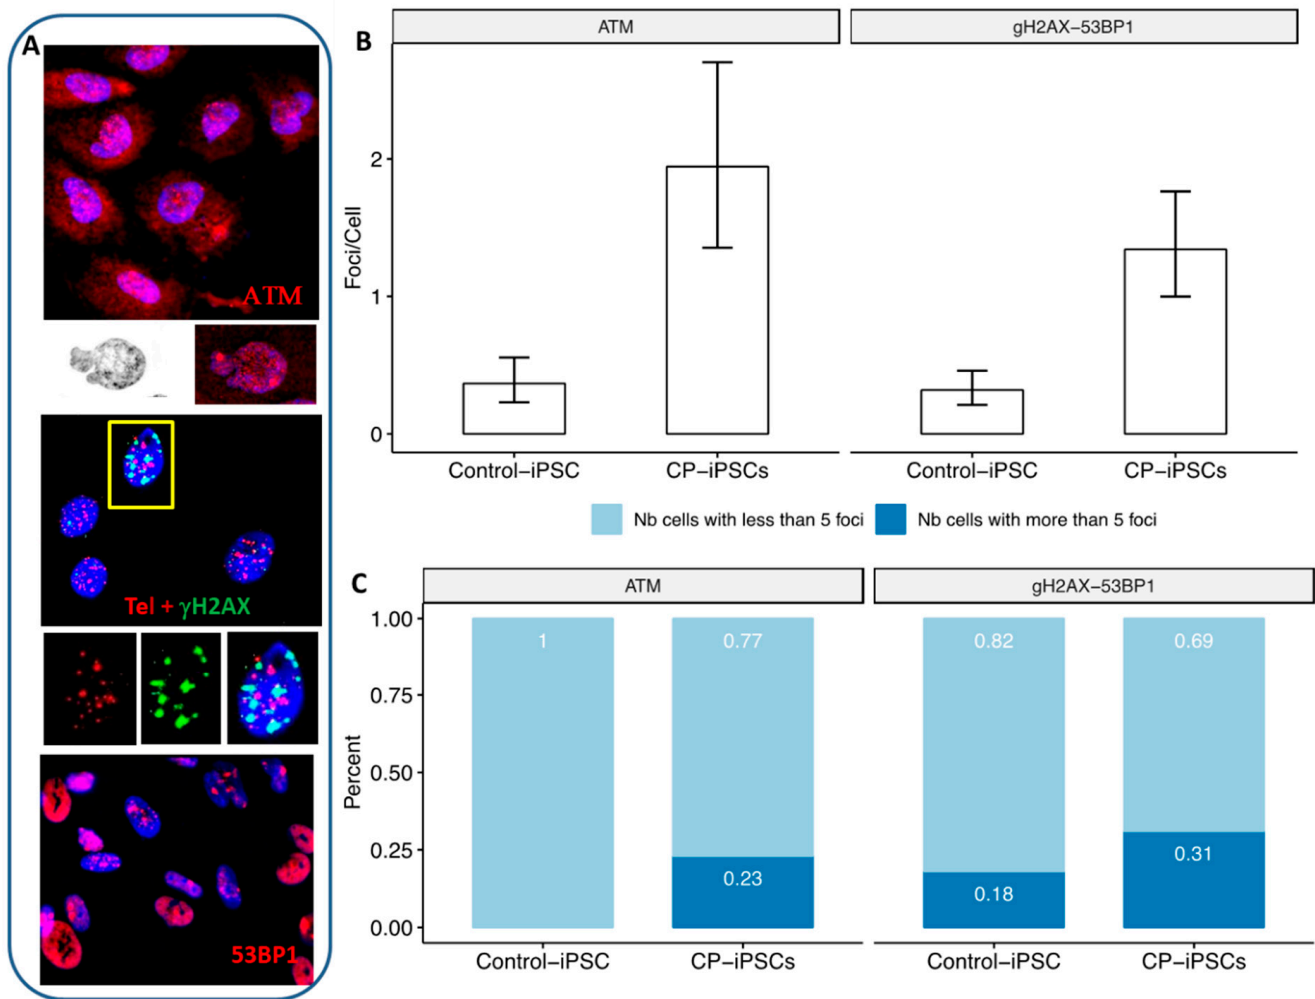 A
ATM
Tel + γH2AX
53BP1
B
ATM
gH2AX−53BP1
Foci/Cell
2
1
0
Control−iPSC
CP−iPSCs
Control−iPSC
CP−iPSCs
Nb cells with less than 5 foci
Nb cells with more than 5 foci
C
ATM
gH2AX−53BP1
Percent
1.00
0.75
0.50
0.25
0.00
1
0.77
0.23
0.82
0.18
0.69
0.31
Control−iPSC
CP−iPSCs
Control−iPSC
CP−iPSCs